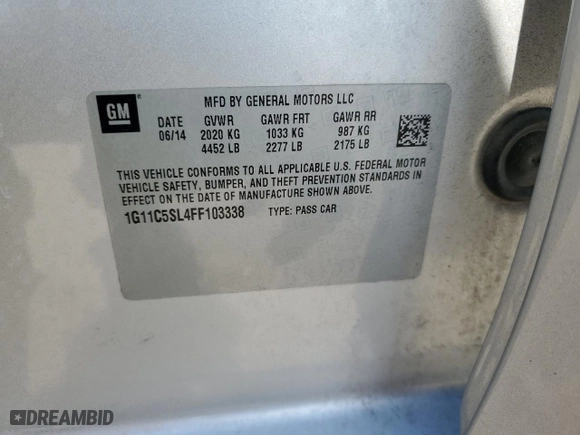 GM
MFD BY GENERAL MOTORS LLC
DATE GVWR GAWR FRT GAWR RR
06/14 2020 KG 1033 KG 987 KG
4452 LB 2277 LB 2175 LB
THIS VEHICLE CONFORMS TO ALL APPLICABLE U.S. FEDERAL MOTOR
VEHICLE SAFETY, BUMPER, AND THEFT PREVENTION STANDARDS IN
EFFECT ON THE DATE OF MANUFACTURE SHOWN ABOVE.
1G11C5SL4FF103338 TYPE: PASS CAR
DREAMBID